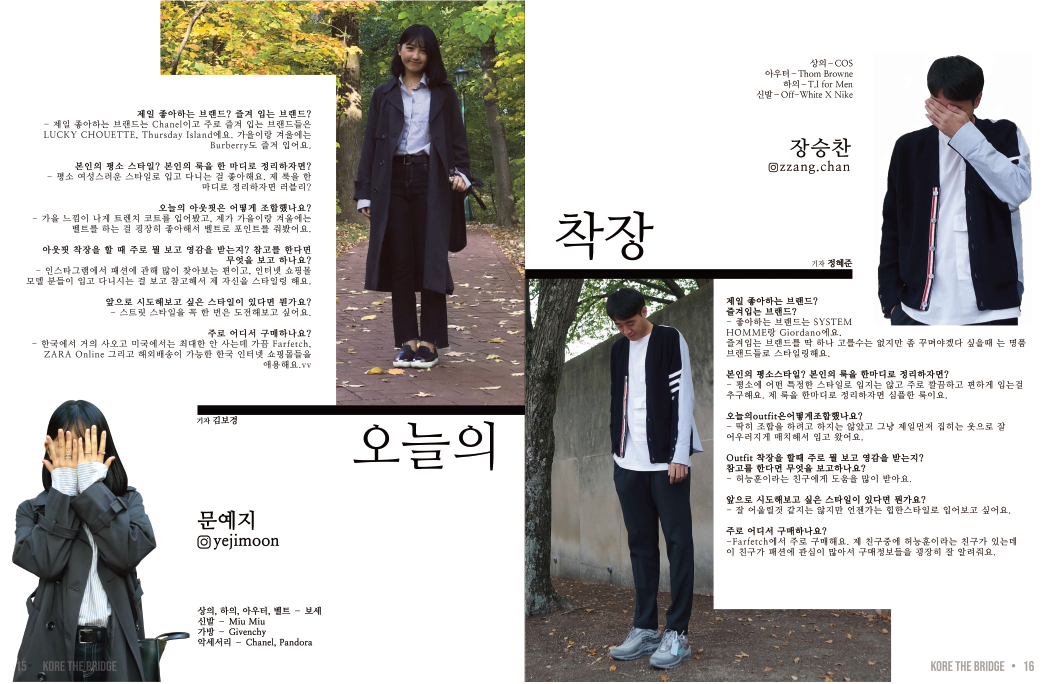 제일 좋아하는 브랜드? 즐겨 입는 브랜드?
- 제일 좋아하는 브랜드는 Chanel이고 주로 즐겨 입는 브랜드들은
LUCKY CHOUETTE, Thursday Island에요. 가을이랑 겨울에는
Burberry도 즐겨 입어요.
본인의 평소 스타일? 본인의 룩을 한 마디로 정리하자면?
- 평소 여성스러운 스타일로 입고 다니는 걸 좋아해요. 제 룩을 한
마디로 정리하자면 러블리?
오늘의 아웃핏은 어떻게 조합했나요?
- 가을 느낌이 나게 트렌치 코트를 입어봤고, 제가 가을이랑 겨울에는
벨트를 하는 걸 굉장히 좋아해서 벨트로 포인트를 줘봤어요.
아웃핏 착장을 할 때 주로 뭘 보고 영감을 받는지? 참고를 한다면
무엇을 보고 하나요?
- 인스타그램에서 패션에 관해 많이 찾아보는 편이고, 인터넷 쇼핑몰
모델 분들이 입고 다니시는 걸 보고 참고해서 제 자신을 스타일링 해요.
앞으로 시도해보고 싶은 스타일이 있다면 뭔가요?
- 스트릿 스타일을 꼭 한 번은 도전해보고 싶어요.
주로 어디서 구매하나요?
- 한국에서 거의 사오고 미국에서는 최대한 안 사는데 가끔 Farfetch,
ZARA Online 그리고 해외배송이 가능한 한국 인터넷 쇼핑몰들을
애용해요.vv
기자 김보경
오늘의
문예지
yejimoon
상의, 하의, 아우터, 벨트 - 보세
신발 - Miu Miu
가방 - Givenchy
악세서리 - Chanel, Pandora
15 • KORE THE BRIDGE
상의-COS
아우터-Thom Browne
하의-T.I for Men
신발-Off-White X Nike
장승찬
zzang.chan
착장
기자 정혜준
제일 좋아하는 브랜드?
즐겨입는 브랜드?
- 좋아하는 브랜드는 SYSTEM
HOMME랑 Giordano에요.
즐겨입는 브랜드를 딱 하나 고를수는 없지만 좀 꾸며야겠다 싶을때 는 명품
브랜드들로 스타일링해요.
본인의 평소스타일? 본인의 룩을 한마디로 정리하자면?
- 평소에 어떤 특정한 스타일로 입지는 않고 주로 깔끔하고 편하게 입는걸
추구해요. 제 룩을 한마디로 정리하자면 심플한 룩이요.
오늘의outfit은어떻게조합했나요?
- 딱히 조합을 하려고 하지는 않았고 그냥 제일먼저 집히는 옷으로 잘
어우러지게 매치해서 입고 왔어요.
Outfit 착장을 할때 주로 뭘 보고 영감을 받는지?
참고를 한다면 무엇을 보고하나요?
- 허능훈이라는 친구에게 도움을 많이 받아요.
앞으로 시도해보고 싶은 스타일이 있다면 뭔가요?
- 잘 어울릴것 같지는 않지만 언젠가는 힙한스타일로 입어보고 싶어요.
주로 어디서 구매하나요?
-Farfetch에서 주로 구매해요. 제 친구중에 허능훈이라는 친구가 있는데
이 친구가 패션에 관심이 많아서 구매정보들을 굉장히 잘 알려줘요.
KORE THE BRIDGE • 16